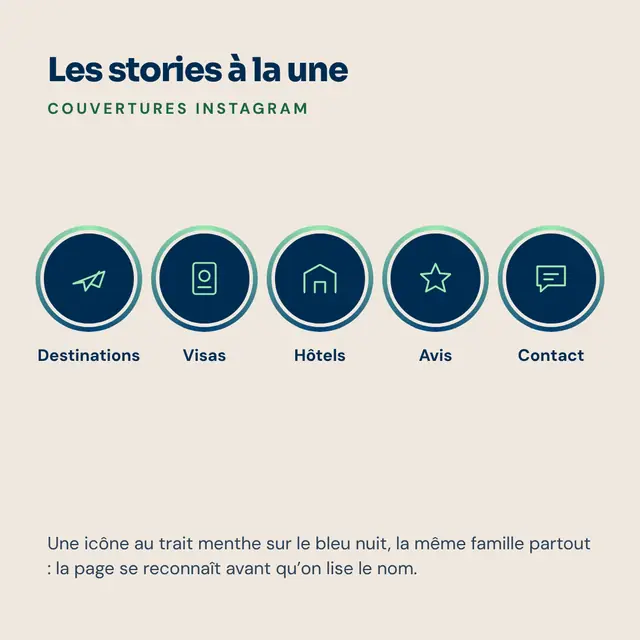 Les stories à la une
COUVERTURES INSTAGRAM
Destinations
Visas
Hôtels
Avis
Contact
Une icône au trait menthe sur le bleu nuit, la même famille partout
: la page se reconnaît avant qu’on lise le nom.